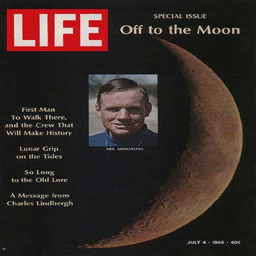 LIFE
SPECIAL ISSUE
Off to the Moon
First Man
To Walk There,
and the Crew That
Will Make History
NEIL ARMSTRONG
Lunar Grip
on the Tides
So Long
to the Old Lore
A Message from
Charles Lindbergh
JULY 4 · 1969 · 40¢